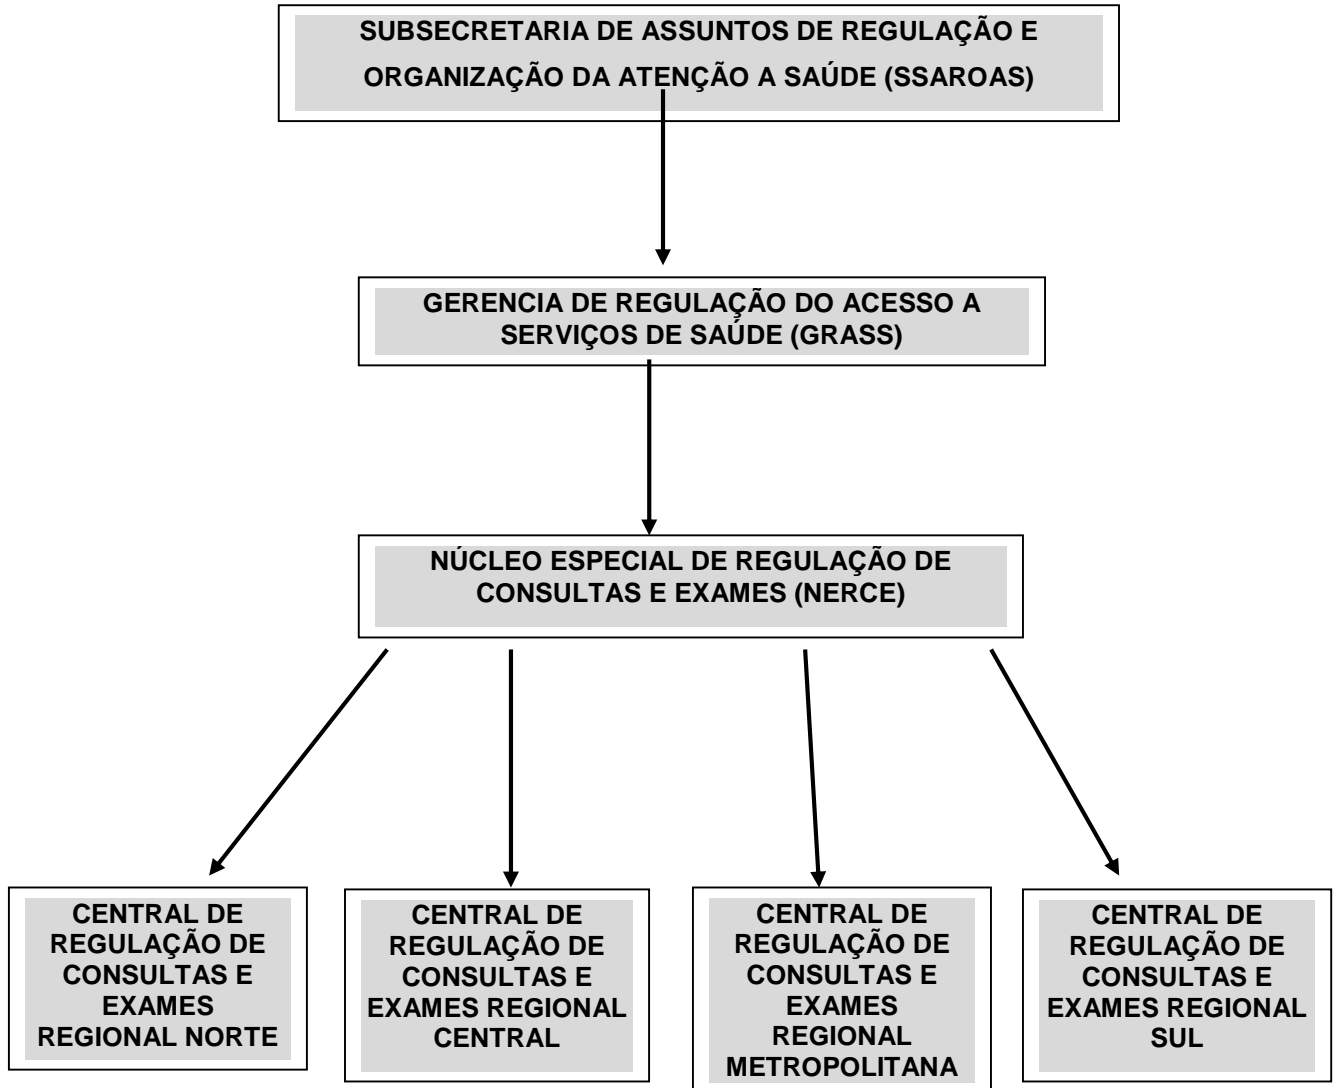 SUBSECRETARIA DE ASSUNTOS DE REGULAÇÃO E
ORGANIZAÇÃO DA ATENÇÃO A SAÚDE (SSAROAS)
GERENCIA DE REGULAÇÃO DO ACESSO A
SERVIÇOS DE SAÚDE (GRASS)
NÚCLEO ESPECIAL DE REGULAÇÃO DE
CONSULTAS E EXAMES (NERCE)
CENTRAL DE
REGULAÇÃO DE
CONSULTAS E
EXAMES
REGIONAL NORTE
CENTRAL DE
REGULAÇÃO DE
CONSULTAS E
EXAMES REGIONAL
CENTRAL
CENTRAL DE
REGULAÇÃO DE
CONSULTAS E
EXAMES
REGIONAL
METROPOLITANA
CENTRAL DE
REGULAÇÃO DE
CONSULTAS E
EXAMES REGIONAL
SUL